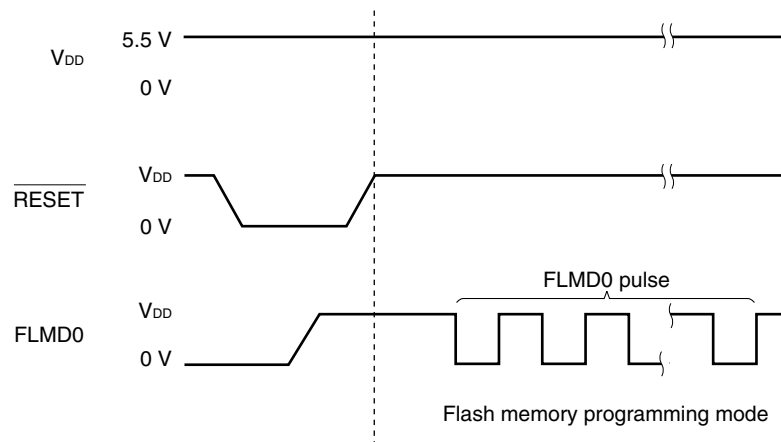 5.5 V
VDD
0 V
VDD
RESET
0 V
FLMD0 pulse
VDD
FLMD0
0 V
Flash memory programming mode